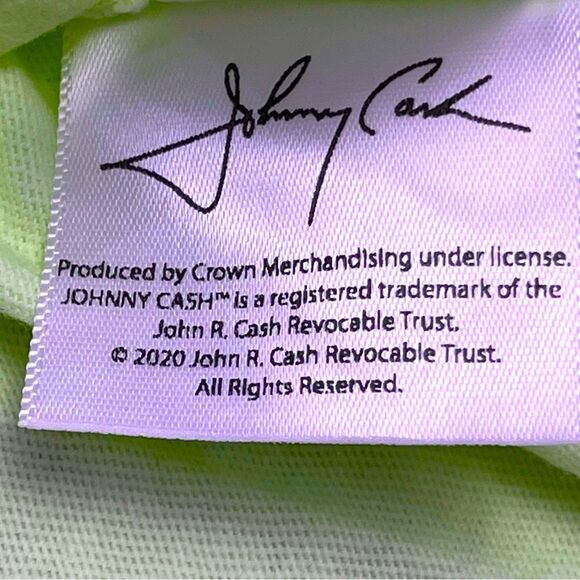 Johnny Cash
Produced by Crown Merchandising under license.
JOHNNY CASH™ is a registered trademark of the
John R. Cash Revocable Trust.
© 2020 John R. Cash Revocable Trust.
All Rights Reserved.